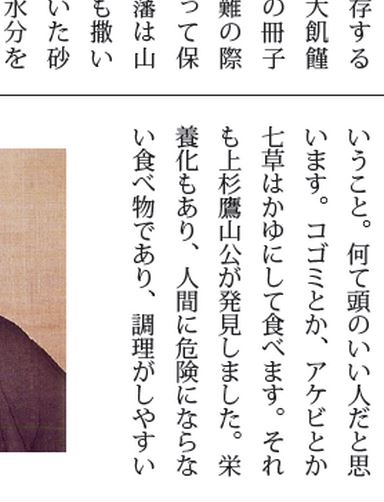 存する
大飢饉
の冊子
難の際
って保
藩は山
も撒い
いた砂
水分を
いうこと。何て頭のいい人だと思
います。コゴミとか、アケビとか
七草はかゆにして食べます。それ
も上杉鷹山公が発見しました。栄
養化もあり、人間に危険にならな
い食べ物であり、調理がしやすい